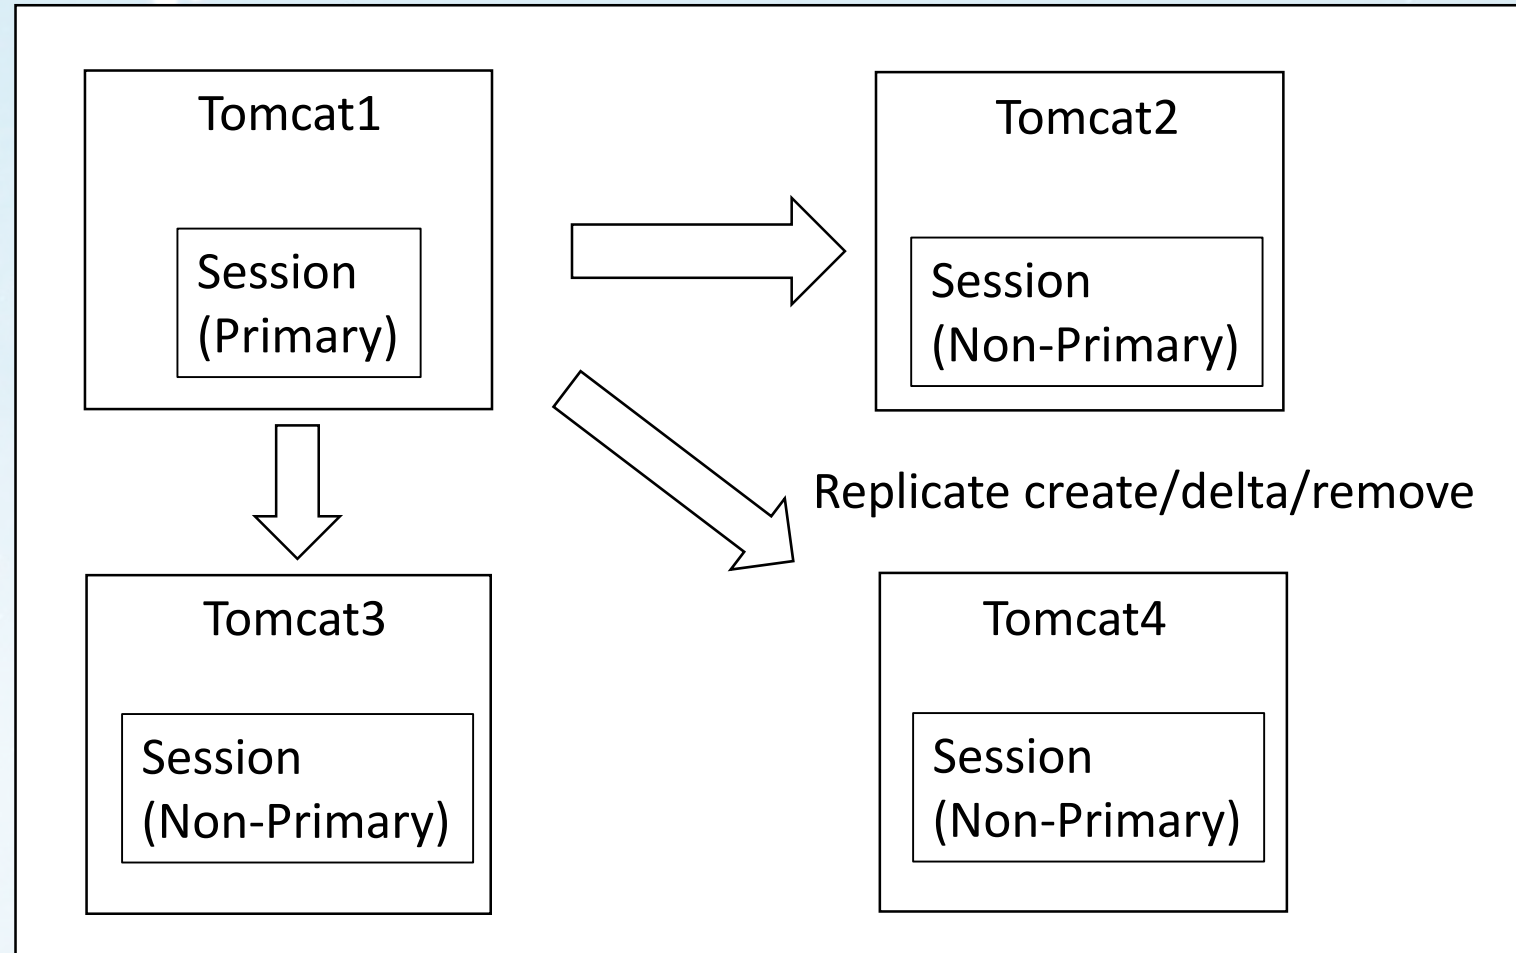 Tomcat1
Session
(Primary)
Tomcat2
Session
(Non-Primary)
Replicate create/delta/remove
Tomcat3
Session
(Non-Primary)
Tomcat4
Session
(Non-Primary)